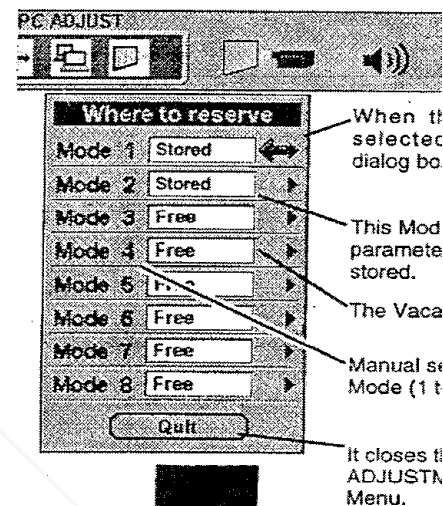 PC ADJUST
Where to reserve
Mode 1 Stored
Mode 2 Stored
Mode 3 Free
Mode 4 Free
Mode 5 Free
Mode 6 Free
Mode 7 Free
Mode 8 Free
Quit
When th
selected
dialog bo
This Mod
paramete
stored.
The Vaca
Manual se
Mode (1 t
It closes th
ADJUSTM
Menu.